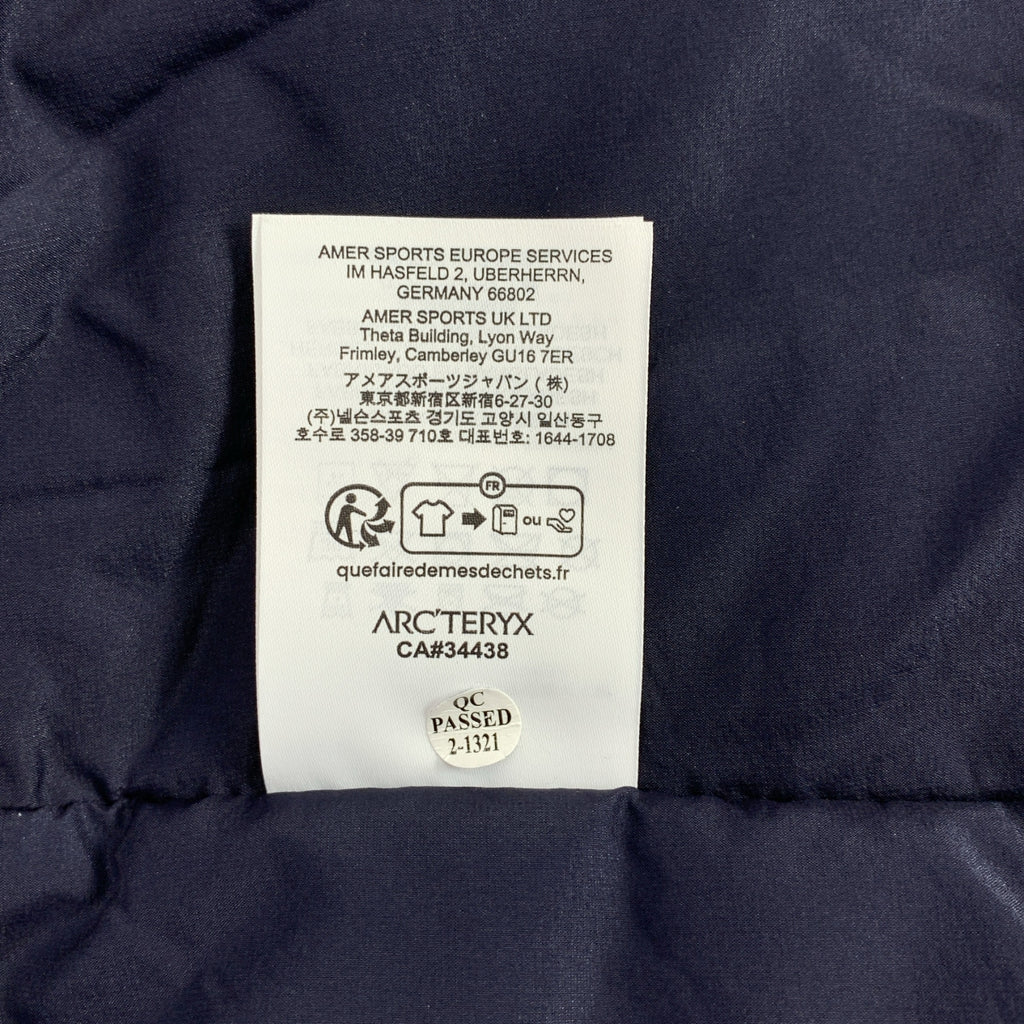 AMER SPORTS EUROPE SERVICES
IM HASFELD 2, UBERHERRN,
GERMANY 66802
AMER SPORTS UK LTD
Theta Building, Lyon Way
Frimley, Camberley GU16 7ER
アメアスポーツジャパン (株)
東京都新宿区新宿6-27-30
(주)넬슨스포츠 경기도 고양시 일산동구
호수로 358-39 710호 대표번호: 1644-1708
FR
ou
quefairedemesdechets.fr
ARC'TERYX
CA#34438
QC
PASSED
2-1321